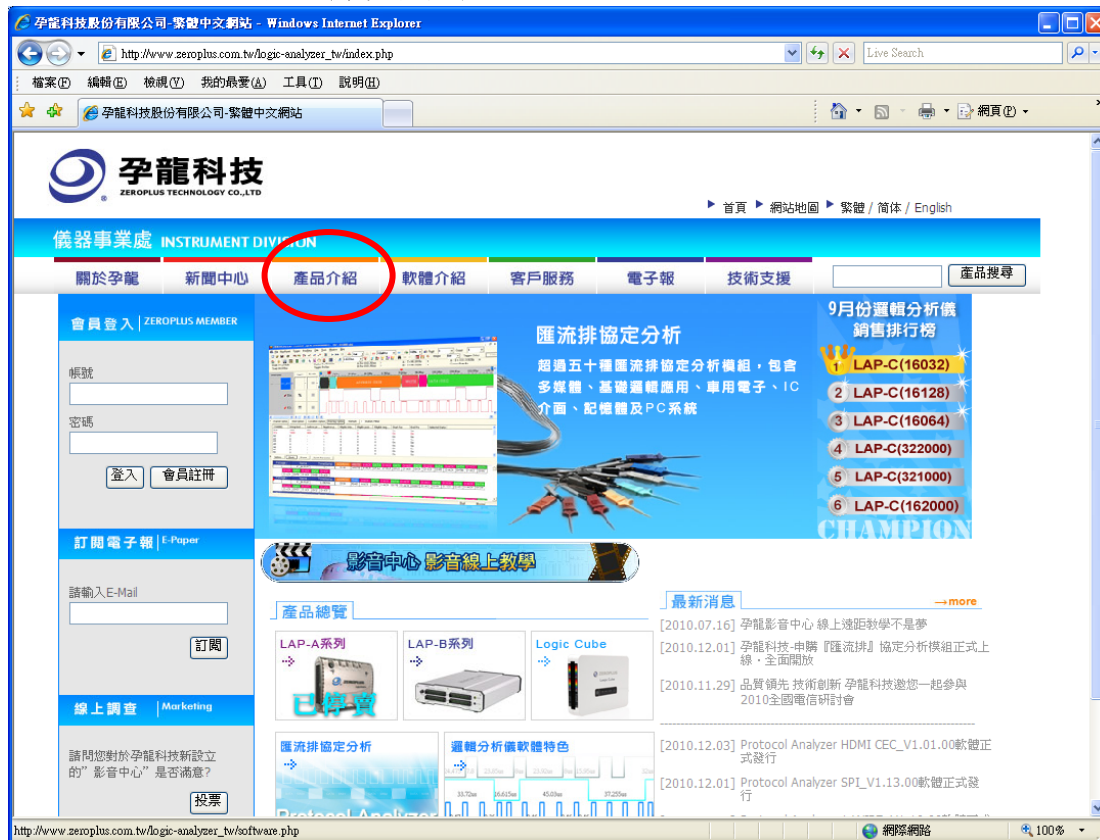 孕龍科技股份有限公司-繁體中文網站 - Windows Internet Explorer
http://www.zeroplus.com.tw/logic-analyzer_tw/index.php
Live Search
檔案(F) 編輯(E) 檢視(V) 我的最愛(A) 工具(T) 說明(H)
孕龍科技股份有限公司-繁體中文網站
網頁(P)
孕龍科技
ZEROPLUS TECHNOLOGY CO.,LTD
首頁 網站地圖 繁體 / 简体 / English
儀器事業處 INSTRUMENT DIVISION
關於孕龍 新聞中心 產品介紹 軟體介紹 客戶服務 電子報 技術支援 產品搜尋
會員登入 ZEROPLUS MEMBER
帳號
密碼
登入 會員註冊
訂閱電子報 E-Paper
請輸入E-Mail
訂閱
線上調查 Marketing
請問您對於孕龍科技新設立
的" 影音中心" 是否滿意?
投票
匯流排協定分析
超過五十種匯流排協定分析模組，包含
多媒體、基礎邏輯應用、車用電子、IC
介面、記憶體及PC系統
9月份邏輯分析儀
銷售排行榜
1 LAP-C(16032)
2 LAP-C(16128)
3 LAP-C(16064)
4 LAP-C(322000)
5 LAP-C(321000)
6 LAP-C(162000)
CHAMPION
影音中心 影音線上教學
產品總覽
LAP-A系列
已停賣
LAP-B系列
Logic Cube
匯流排協定分析
Protocol Analyzer
邏輯分析儀軟體特色
33.72us 16.615us 45.03us 37.255us
最新消息
→more
[2010.07.16] 孕龍影音中心 線上遠距教學不是夢
[2010.12.01] 孕龍科技-申購『匯流排』協定分析模組正式上
線，全面開放
[2010.11.29] 品質領先 技術創新 孕龍科技邀您一起參與
2010全國電信研討會
[2010.12.03] Protocol Analyzer HDMI CEC_V1.01.00軟體正
式發行
[2010.12.01] Protocol Analyzer SPI_V1.13.00軟體正式發
行
http://www.zeroplus.com.tw/logic-analyzer_tw/software.php
網際網路
100%